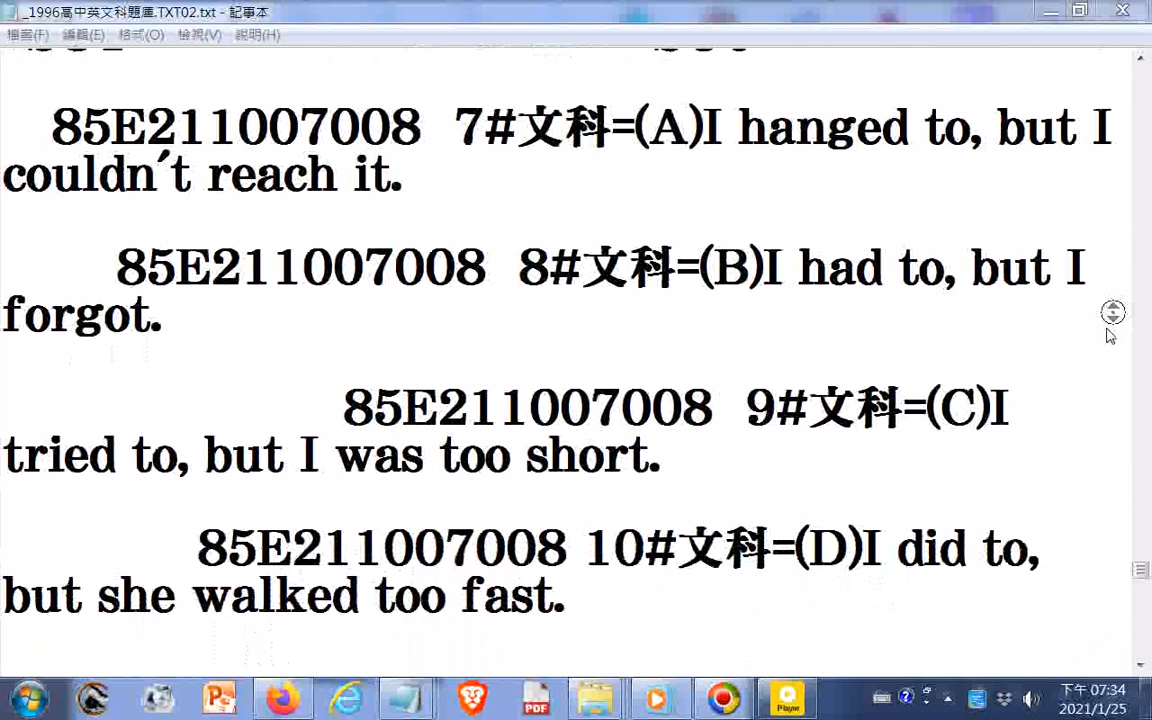 _1996高中英文科題庫.TXT02.txt - 記事本
檔案(F) 編輯(E) 格式(O) 檢視(V) 說明(H)
85E211007008 7#文科=(A)I hanged to, but I
couldn't reach it.
85E211007008 8#文科=(B)I had to, but I
forgot.
85E211007008 9#文科=(C)I
tried to, but I was too short.
85E211007008 10#文科=(D)I did to,
but she walked too fast.
PDF
Player
下午 07:34
2021/1/25